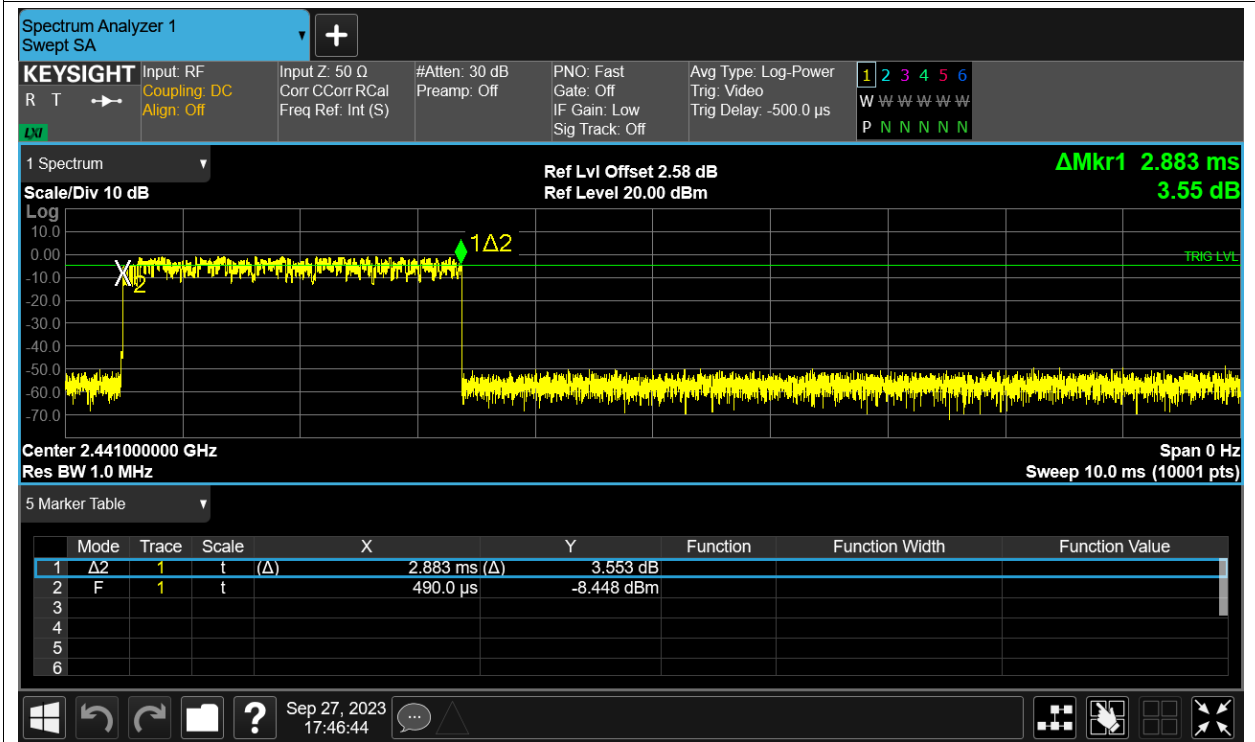 Spectrum Analyzer 1
Swept SA
KEYSIGHT
R T
LXI
Input: RF
Coupling: DC
Align: Off
Input Z: 50 Ω
Corr CCorr RCal
Freq Ref: Int (S)
#Atten: 30 dB
Preamp: Off
PNO: Fast
Gate: Off
IF Gain: Low
Sig Track: Off
Avg Type: Log-Power
Trig: Video
Trig Delay: -500.0 µs
1 2 3 4 5 6
W W W W W W
P N N N N N
1 Spectrum
Scale/Div 10 dB
Ref Lvl Offset 2.58 dB
Ref Level 20.00 dBm
ΔMkr1 2.883 ms
3.55 dB
Log
10.0
0.00
-10.0
-20.0
-30.0
-40.0
-50.0
-60.0
-70.0
1Δ2
X2
TRIG LVL
Center 2.441000000 GHz
Res BW 1.0 MHz
Span 0 Hz
Sweep 10.0 ms (10001 pts)
5 Marker Table
Mode Trace Scale X Y Function Function Width Function Value
1 Δ2 1 t (Δ) 2.883 ms (Δ) 3.553 dB
2 F 1 t 490.0 µs -8.448 dBm
3
4
5
6
?
Sep 27, 2023
17:46:44